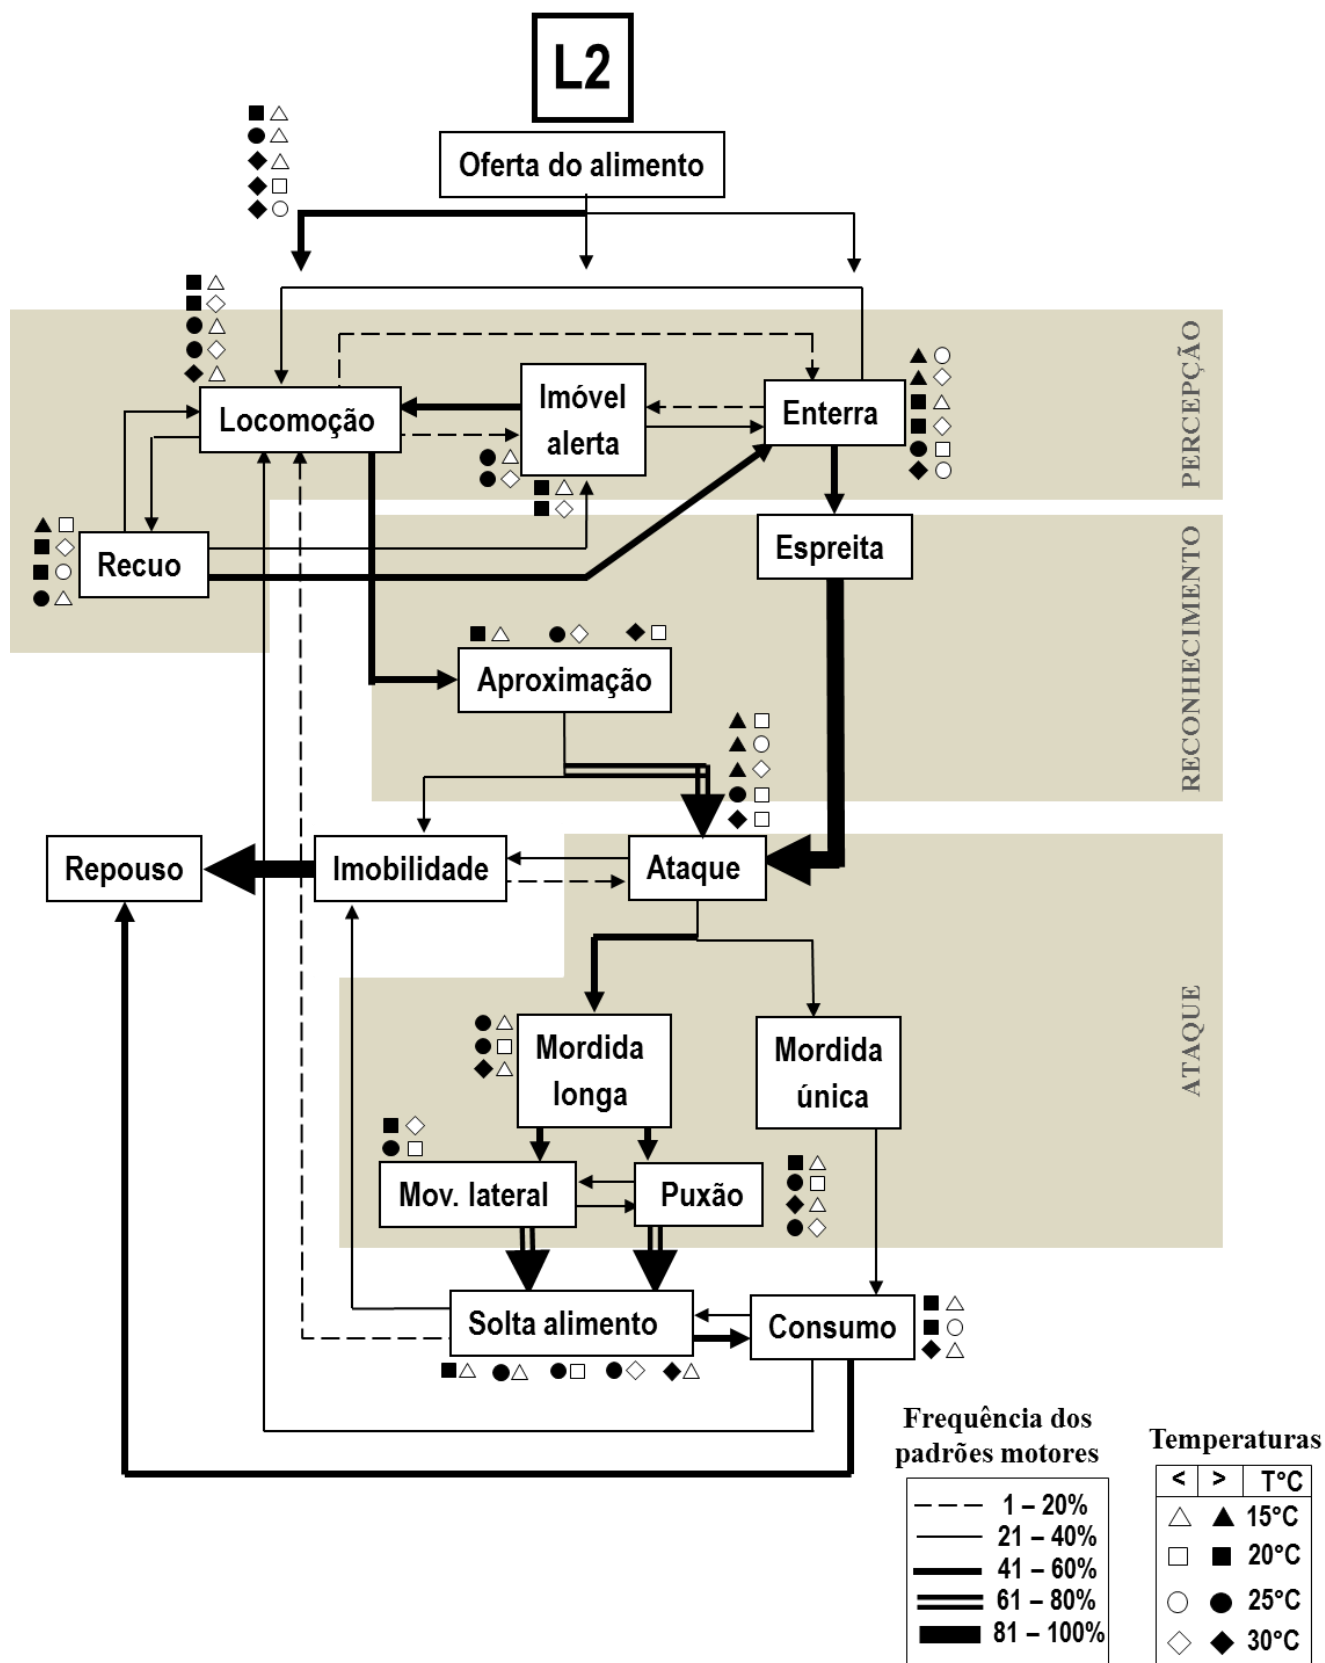 L2
Oferta do alimento
PERCEPÇÃO
Locomoção
Imóvel
alerta
Enterra
Recuo
Espreita
RECONHECIMENTO
Aproximação
Repouso
Imobilidade
Ataque
ATAQUE
Mordida
longa
Mordida
única
Mov. lateral
Puxão
Solta alimento
Consumo
Frequência dos
padrões motores
1 – 20%
21 – 40%
41 – 60%
61 – 80%
81 – 100%
Temperaturas
< > T°C
15°C
20°C
25°C
30°C